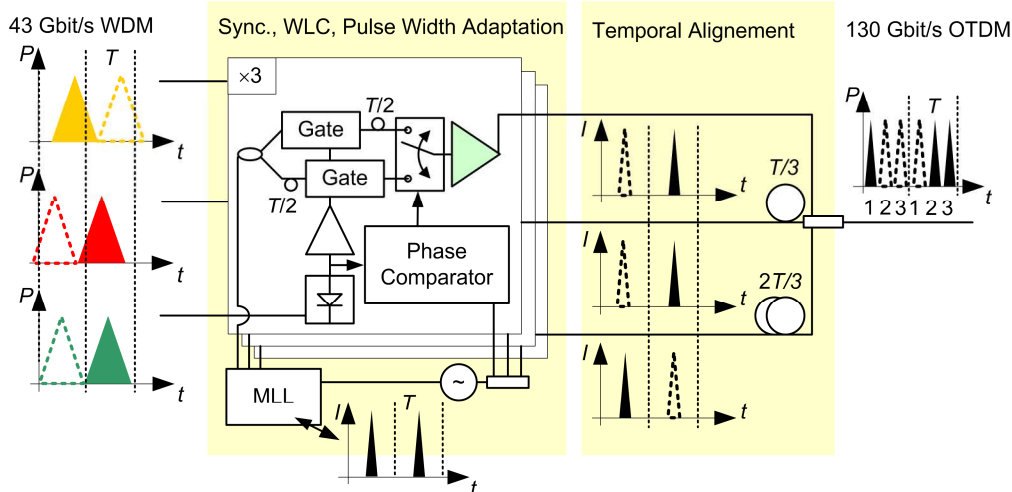 43 Gbit/s WDM
Sync., WLC, Pulse Width Adaptation
Temporal Alignement
130 Gbit/s OTDM
P
T
t
P
t
P
t
×3
Gate
T/2
Gate
T/2
Phase
Comparator
MLL
~
I
T
t
I
t
I
t
I
t
T/3
2T/3
P
T
t
1 2 3 1 2 3